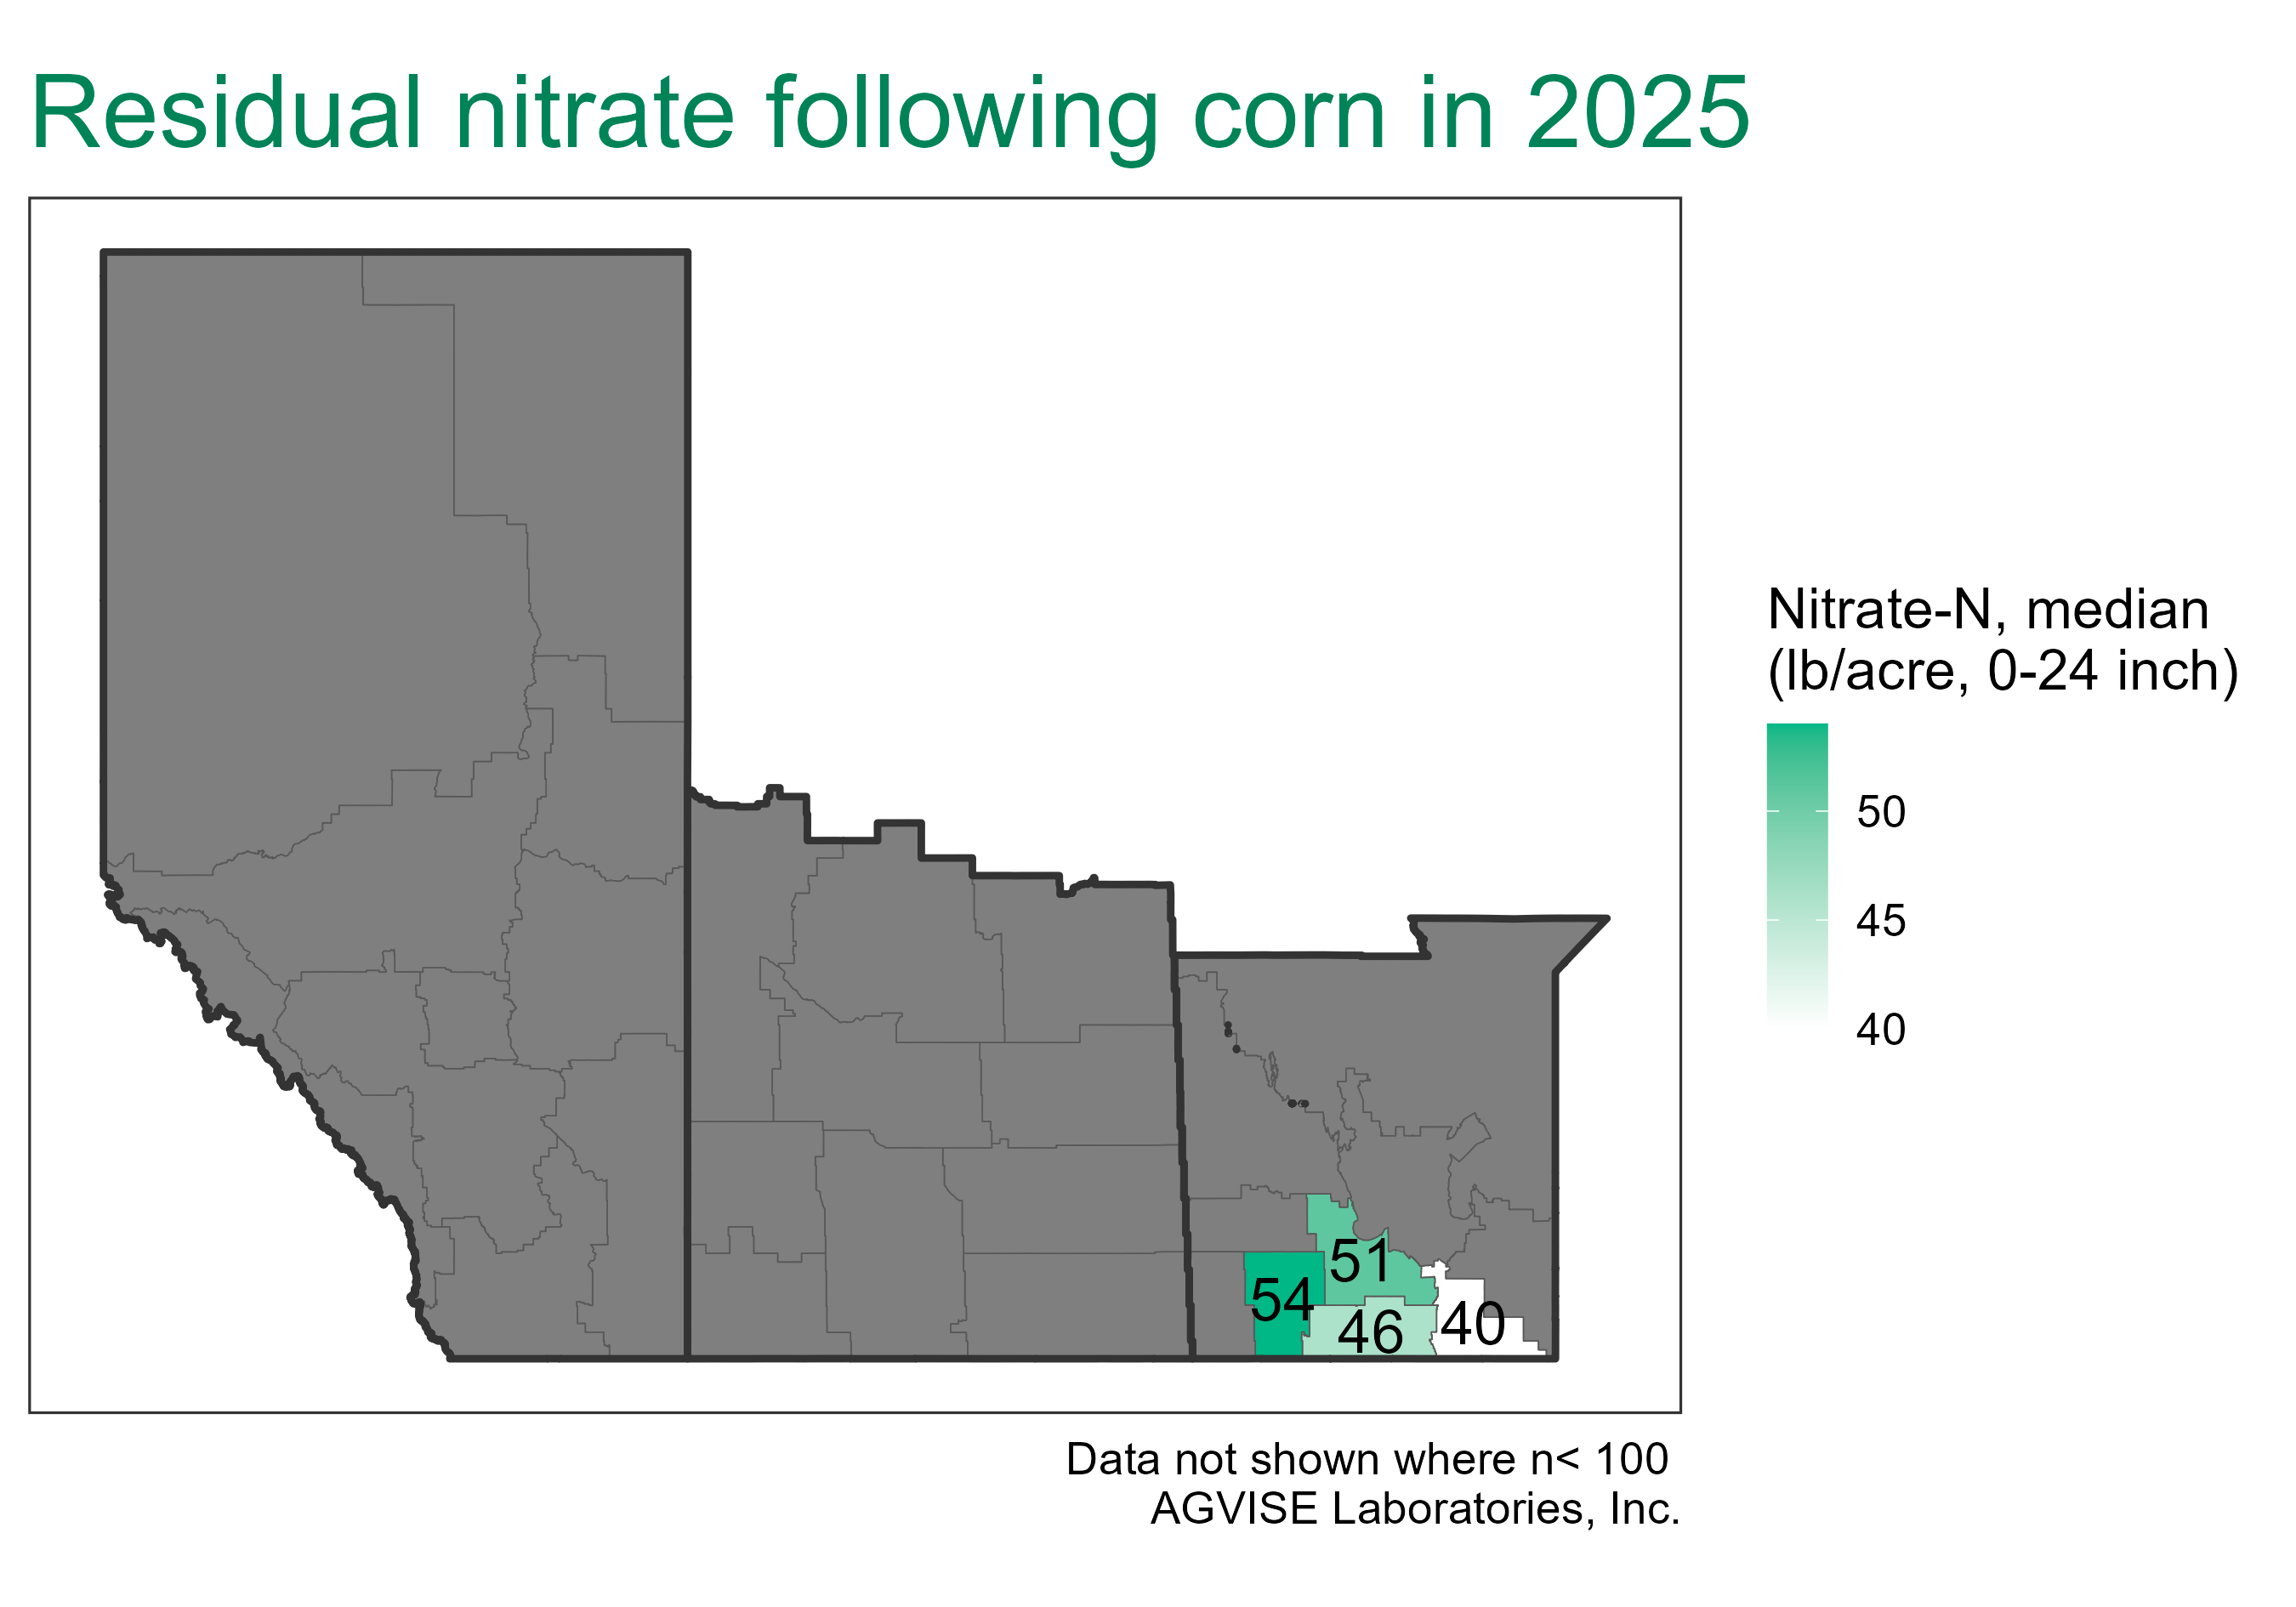 Residual nitrate following corn in 2025
Nitrate-N, median
(lb/acre, 0-24 inch)
50
45
40
51
54
46
40
Data not shown where n< 100
AGVISE Laboratories, Inc.